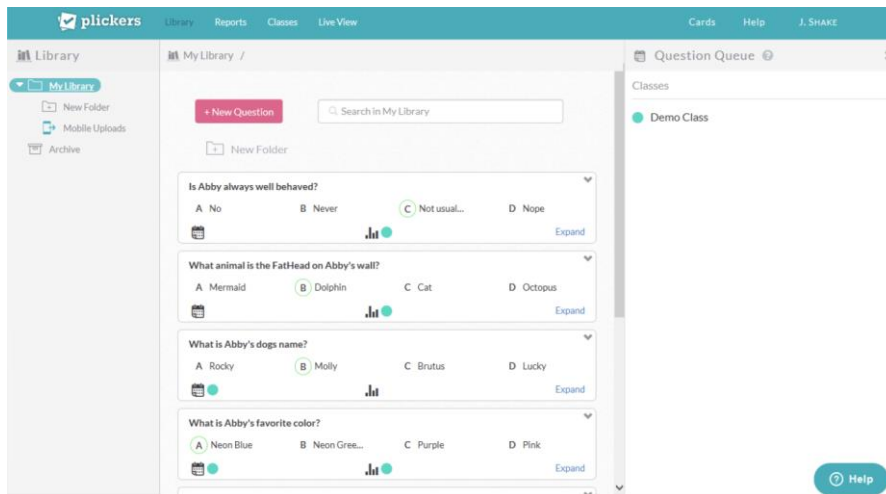 plickers Library Reports Classes Live View Cards Help J. SHAKE
Library
My Library /
Question Queue
My Library
New Folder
Mobile Uploads
Archive
+ New Question
Search in My Library
New Folder
Is Abby always well behaved?
A No B Never C Not usual... D Nope
Expand
What animal is the FatHead on Abby's wall?
A Mermaid B Dolphin C Cat D Octopus
Expand
What is Abby's dogs name?
A Rocky B Molly C Brutus D Lucky
Expand
What is Abby's favorite color?
A Neon Blue B Neon Gree... C Purple D Pink
Expand
Classes
Demo Class
? Help